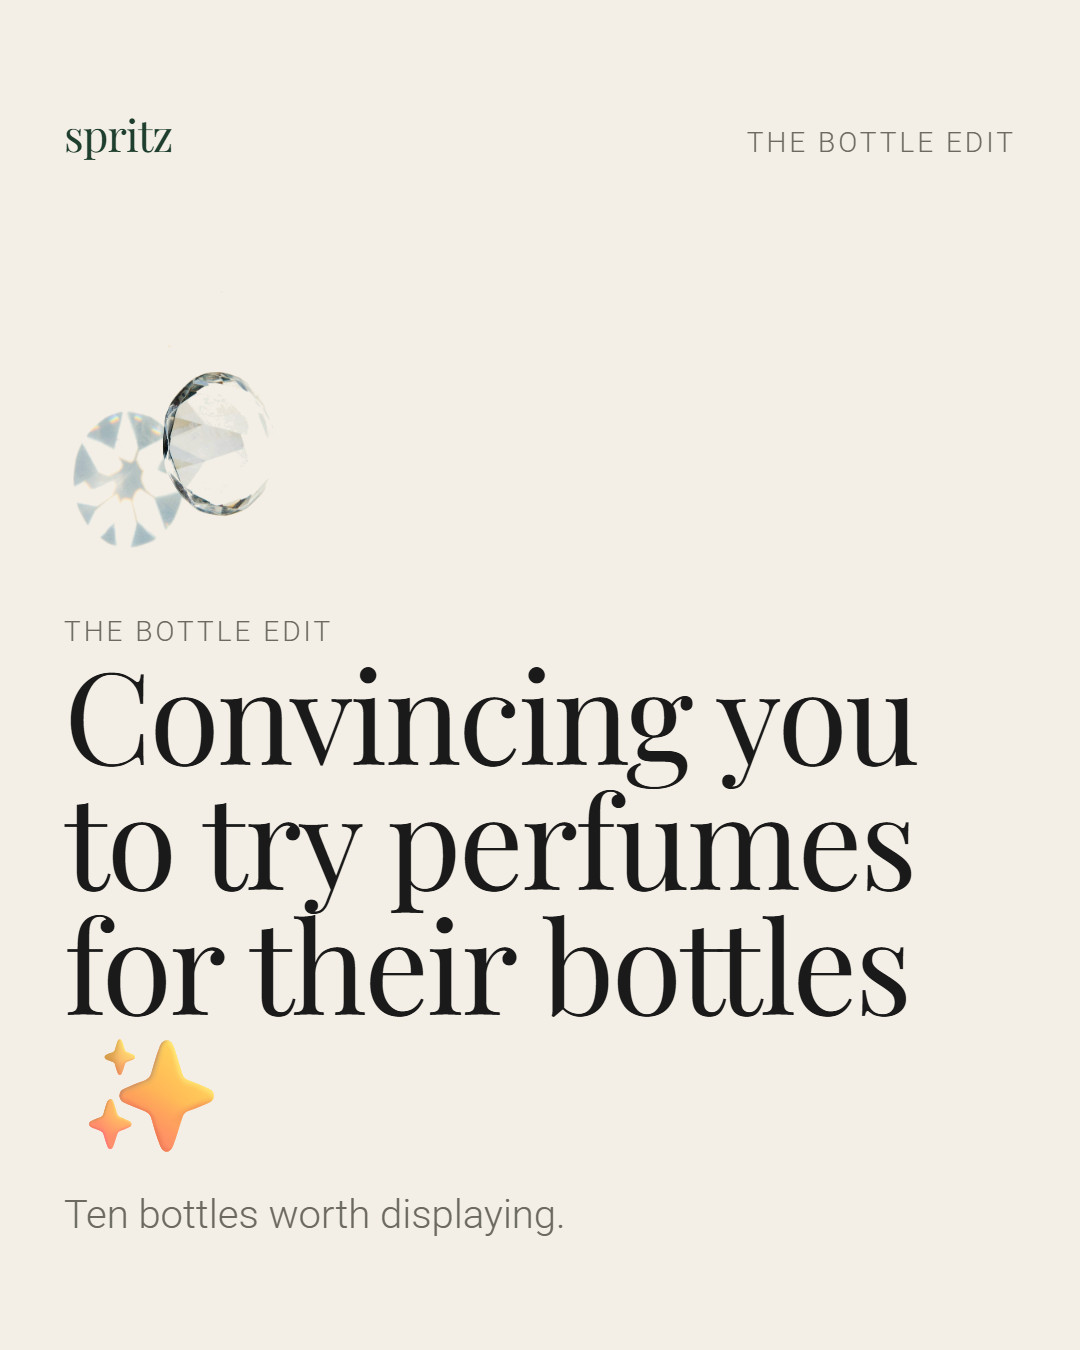 spritz
THE BOTTLE EDIT
THE BOTTLE EDIT
Convincing you
to try perfumes
for their bottles
✨
Ten bottles worth displaying.